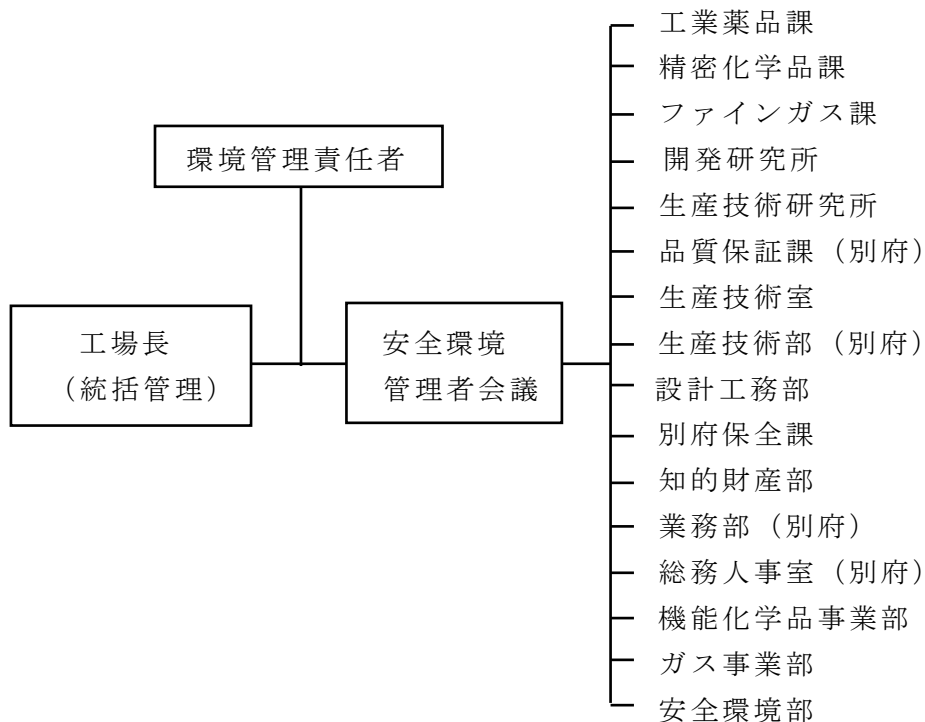 環境管理責任者
工場長
（統括管理）
安全環境
管理者会議
工業薬品課
精密化学品課
ファインガス課
開発研究所
生産技術研究所
品質保証課（別府）
生産技術室
生産技術部（別府）
設計工務部
別府保全課
知的財産部
業務部（別府）
総務人事室（別府）
機能化学品事業部
ガス事業部
安全環境部